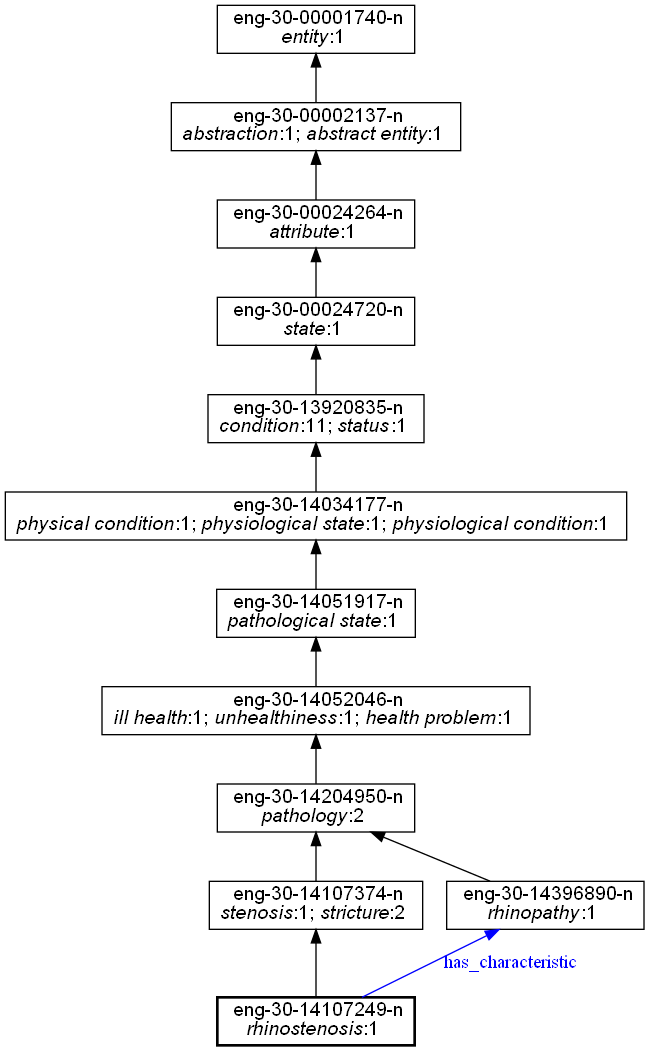 eng-30-00001740-n
entity:1
eng-30-00002137-n
abstraction:1; abstract entity:1
eng-30-00024264-n
attribute:1
eng-30-00024720-n
state:1
eng-30-13920835-n
condition:11; status:1
eng-30-14034177-n
physical condition:1; physiological state:1; physiological condition:1
eng-30-14051917-n
pathological state:1
eng-30-14052046-n
ill health:1; unhealthiness:1; health problem:1
eng-30-14204950-n
pathology:2
eng-30-14107374-n
stenosis:1; stricture:2
eng-30-14396890-n
rhinopathy:1
has_characteristic
eng-30-14107249-n
rhinostenosis:1